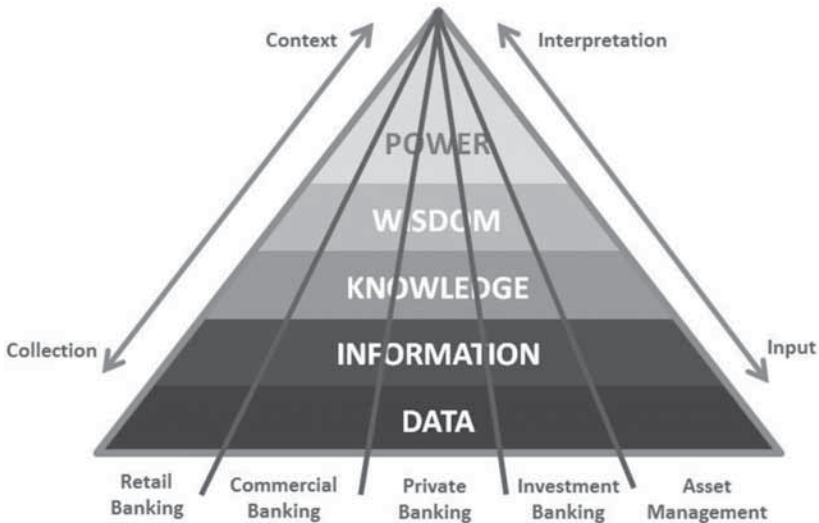 Context
Interpretation
POWER
WISDOM
KNOWLEDGE
Collection
Input
INFORMATION
DATA
Retail
Banking
Commercial
Banking
Private
Banking
Investment
Banking
Asset
Management